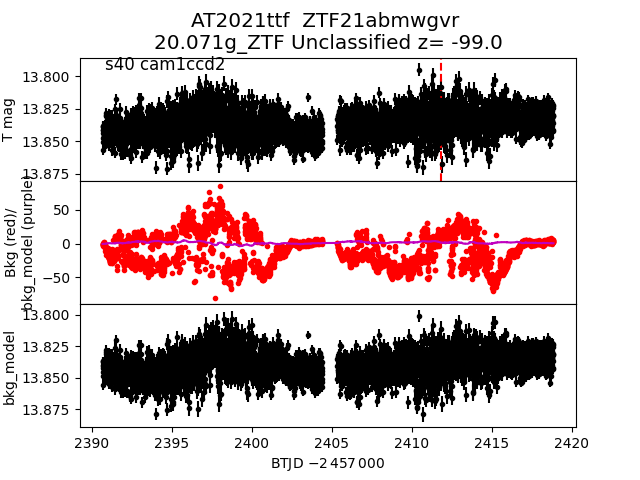 AT2021ttf ZTF21abmwgvr
20.071g_ZTF Unclassified z= -99.0
s40 cam1ccd2
13.800
13.825
13.850
13.875
T mag
50
0
−50
Bkg (red)/
bkg_model (purple)
13.800
13.825
13.850
13.875
bkg_model
2390 2395 2400 2405 2410 2415 2420
BTJD −2 457 000